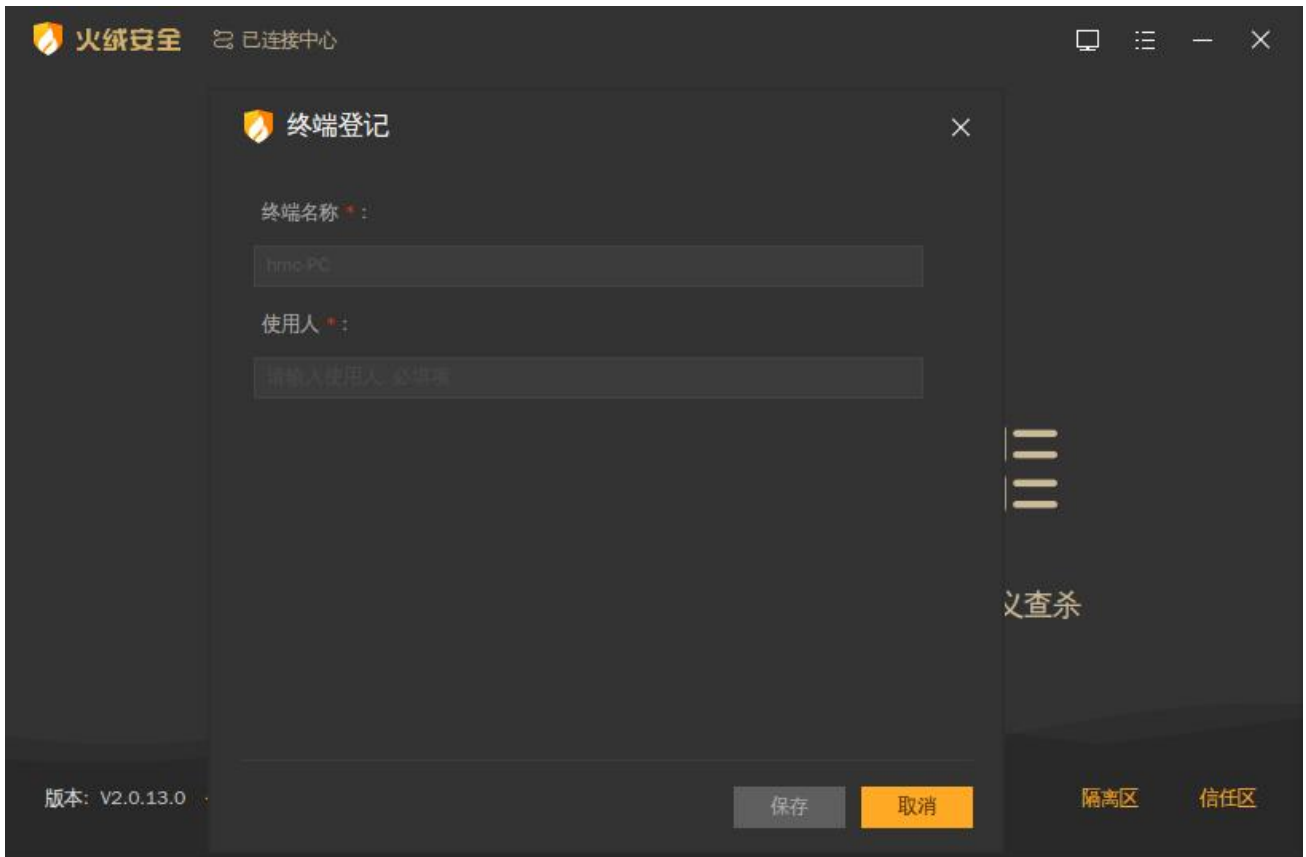 火绒安全 已连接中心
终端登记
终端名称 * :
hmc-PC
使用人 * :
请输入使用人, 必填项
义查杀
版本: V2.0.13.0
保存 取消
隔离区 信任区